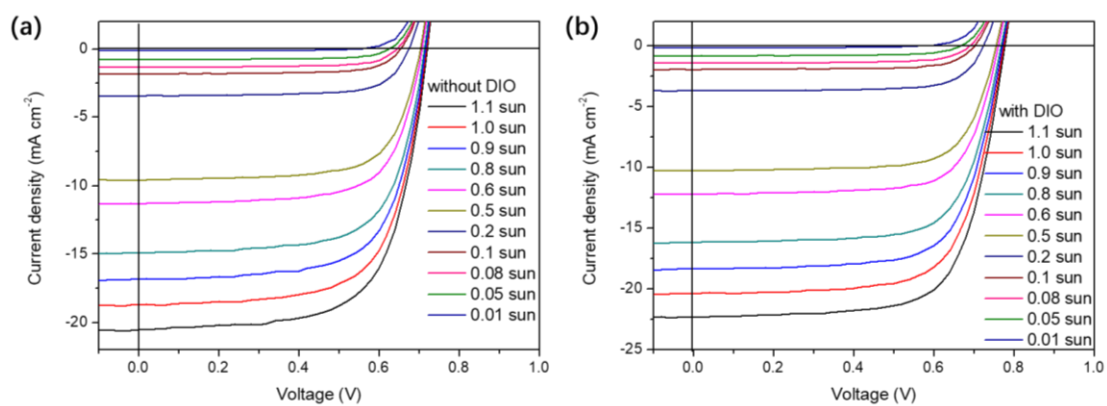 (a)
0
-5
-10
-15
-20
Current density (mA cm⁻²)
0.0 0.2 0.4 0.6 0.8 1.0
Voltage (V)
without DIO
1.1 sun
1.0 sun
0.9 sun
0.8 sun
0.6 sun
0.5 sun
0.2 sun
0.1 sun
0.08 sun
0.05 sun
0.01 sun
(b)
0
-5
-10
-15
-20
-25
Current density (mA cm⁻²)
0.0 0.2 0.4 0.6 0.8 1.0
Voltage (V)
with DIO
1.1 sun
1.0 sun
0.9 sun
0.8 sun
0.6 sun
0.5 sun
0.2 sun
0.1 sun
0.08 sun
0.05 sun
0.01 sun